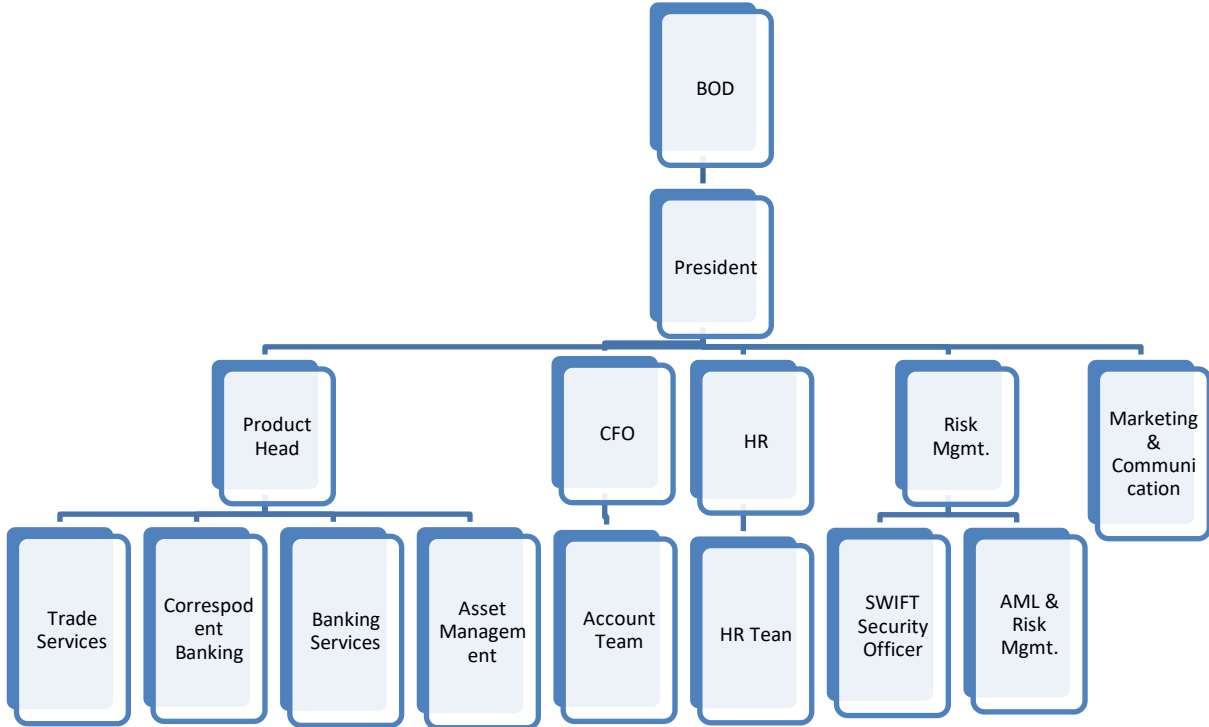 BOD
President
Product
Head
CFO
HR
Risk
Mgmt.
Marketing
&
Communi
cation
Trade
Services
Correspod
ent
Banking
Banking
Services
Asset
Managem
ent
Account
Team
HR Tean
SWIFT
Security
Officer
AML &
Risk
Mgmt.